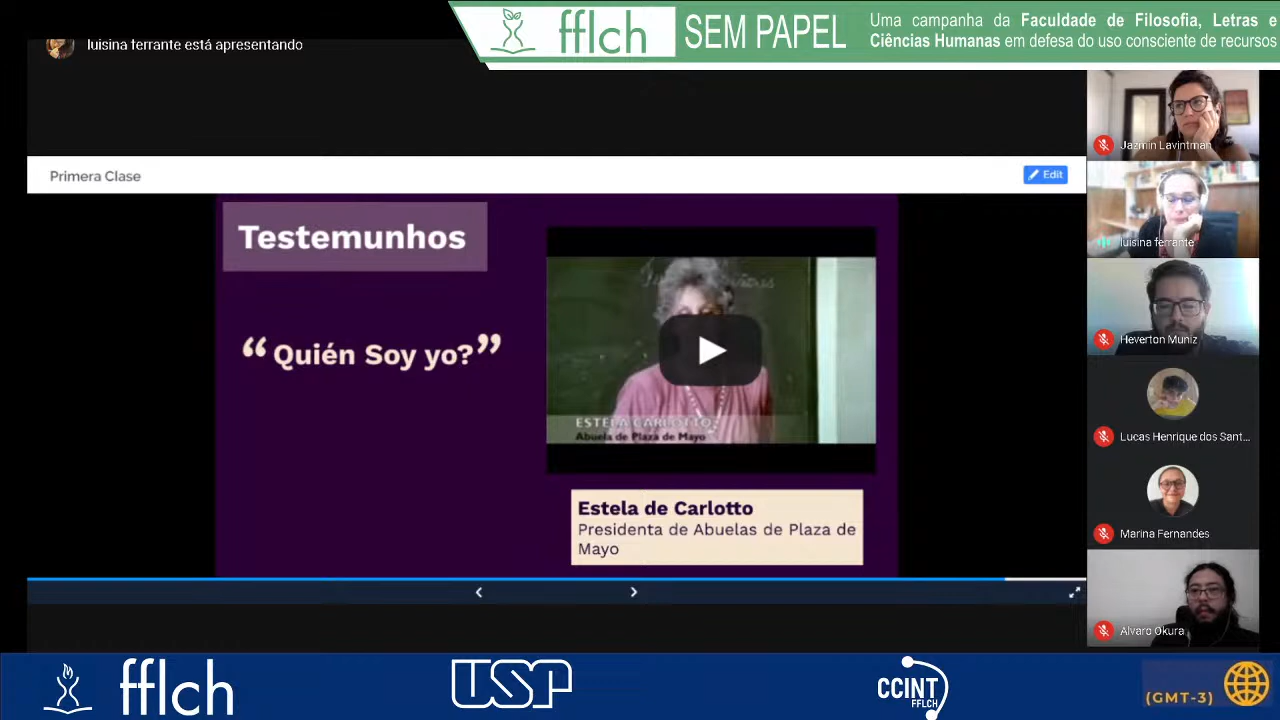 luisina ferrante está apresentando
fflch
SEM PAPEL
Uma campanha da Faculdade de Filosofia, Letras e
Ciências Humanas em defesa do uso consciente de recursos
Primera Clase
Edit
Testemunhos
“Quién Soy yo?”
ESTELA CARLOTTO
Abuela de Plaza de Mayo
Estela de Carlotto
Presidenta de Abuelas de Plaza de
Mayo
Jazmin Lavintman
luisina ferrante
Heverton Muniz
Lucas Henrique dos Sant...
Marina Fernandes
Alvaro Okura
fflch
USP
CCINT
FFLCH
(GMT-3)